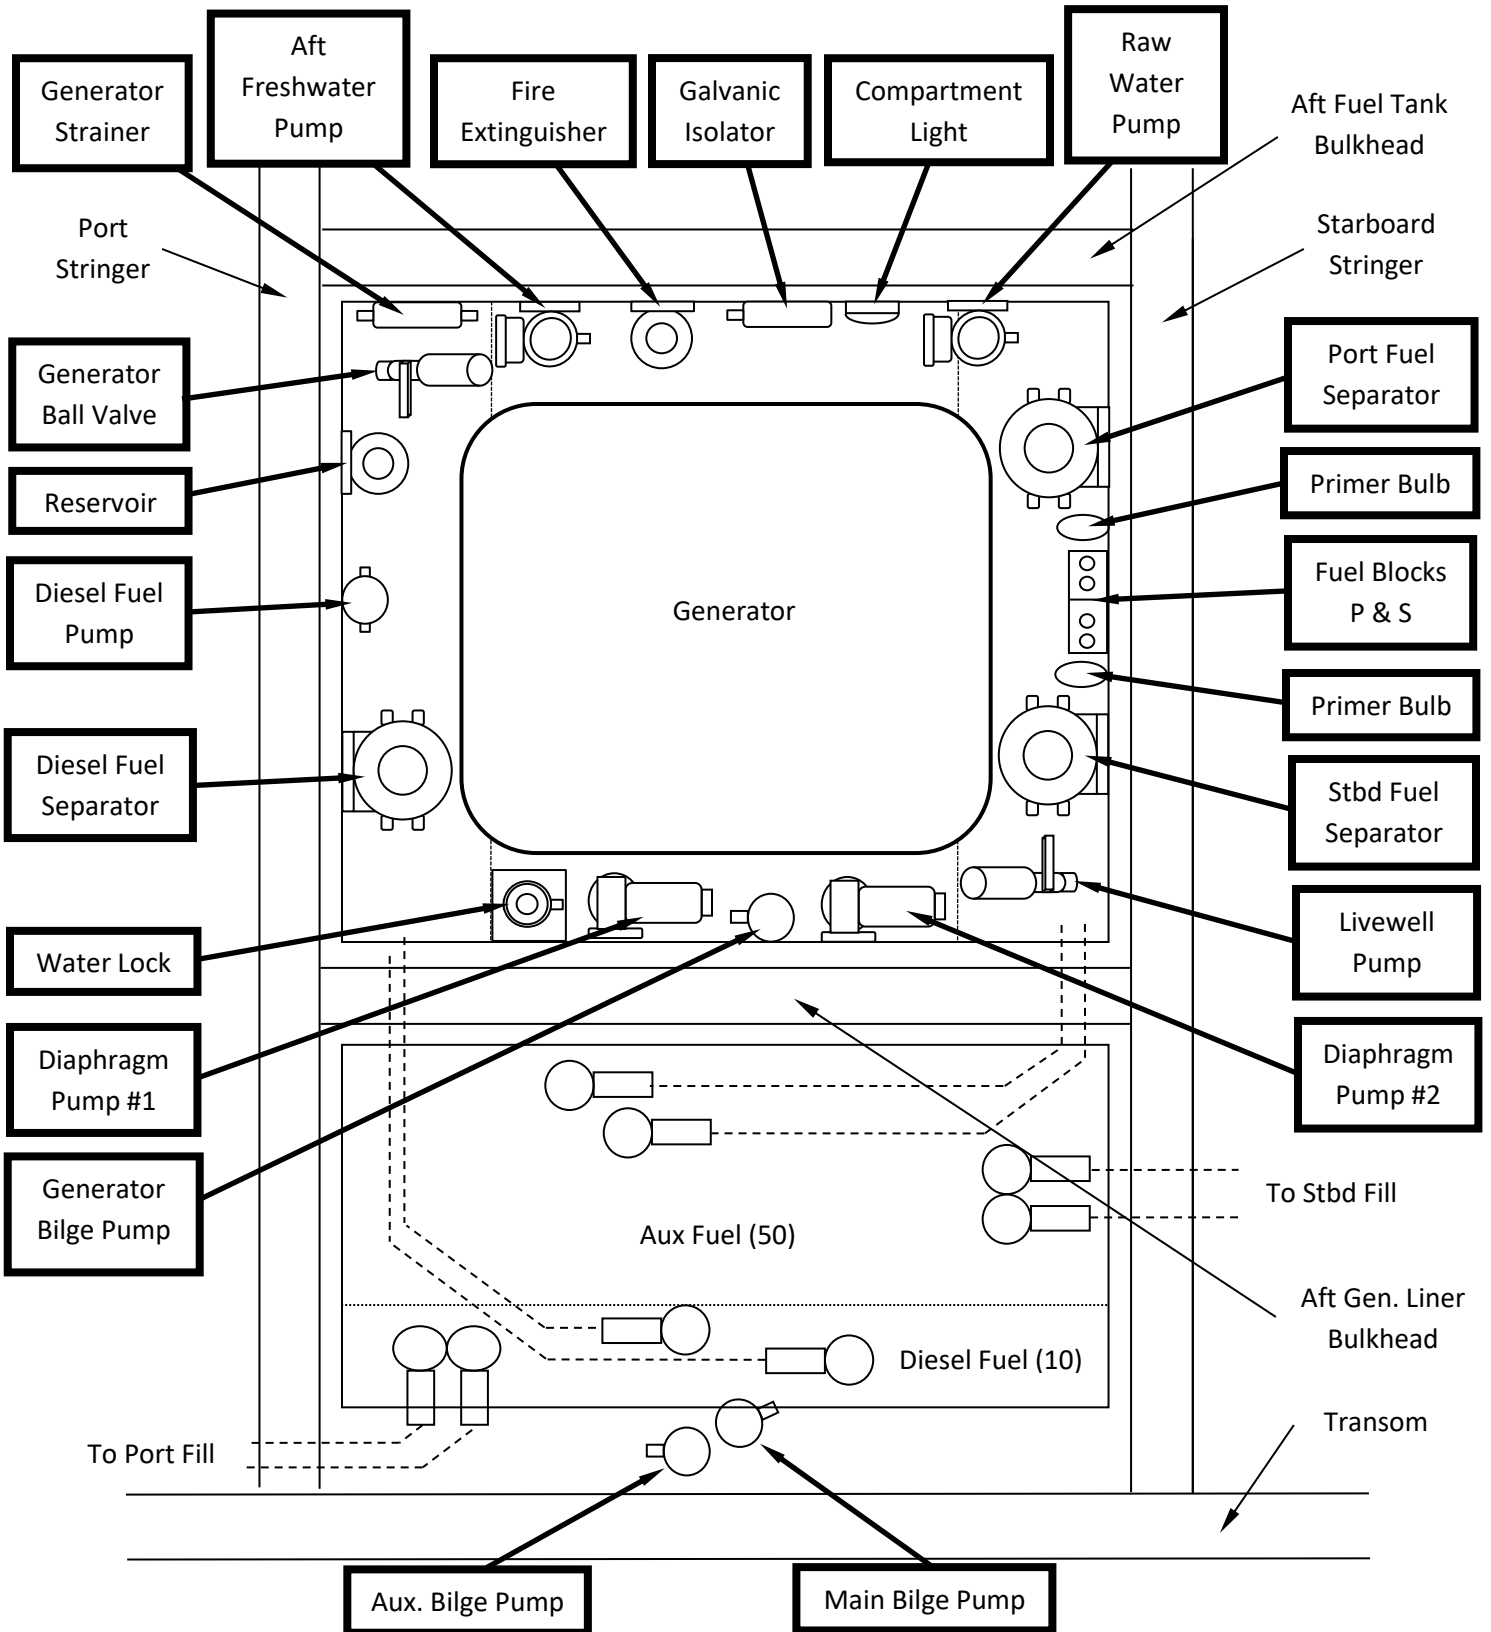 Aft
Freshwater
Pump
Raw
Water
Pump
Generator
Strainer
Fire
Extinguisher
Galvanic
Isolator
Compartment
Light
Aft Fuel Tank
Bulkhead
Port
Stringer
Starboard
Stringer
Generator
Ball Valve
Port Fuel
Separator
Reservoir
Primer Bulb
Diesel Fuel
Pump
Generator
Fuel Blocks
P & S
Primer Bulb
Diesel Fuel
Separator
Stbd Fuel
Separator
Water Lock
Livewell
Pump
Diaphragm
Pump #1
Diaphragm
Pump #2
Generator
Bilge Pump
To Stbd Fill
Aux Fuel (50)
Aft Gen. Liner
Bulkhead
Diesel Fuel (10)
To Port Fill
Transom
Aux. Bilge Pump
Main Bilge Pump